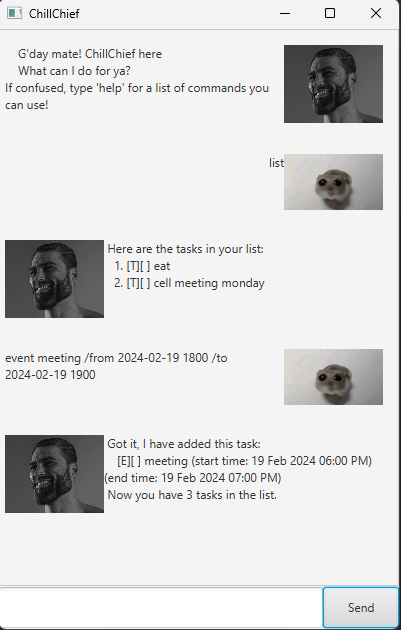 ChillChief
G'day mate! ChillChief here
What can I do for ya?
If confused, type 'help' for a list of commands you
can use!
list
Here are the tasks in your list:
1. [T][ ] eat
2. [T][ ] cell meeting monday
event meeting /from 2024-02-19 1800 /to
2024-02-19 1900
Got it, I have added this task:
[E][ ] meeting (start time: 19 Feb 2024 06:00 PM)
(end time: 19 Feb 2024 07:00 PM)
Now you have 3 tasks in the list.
Send